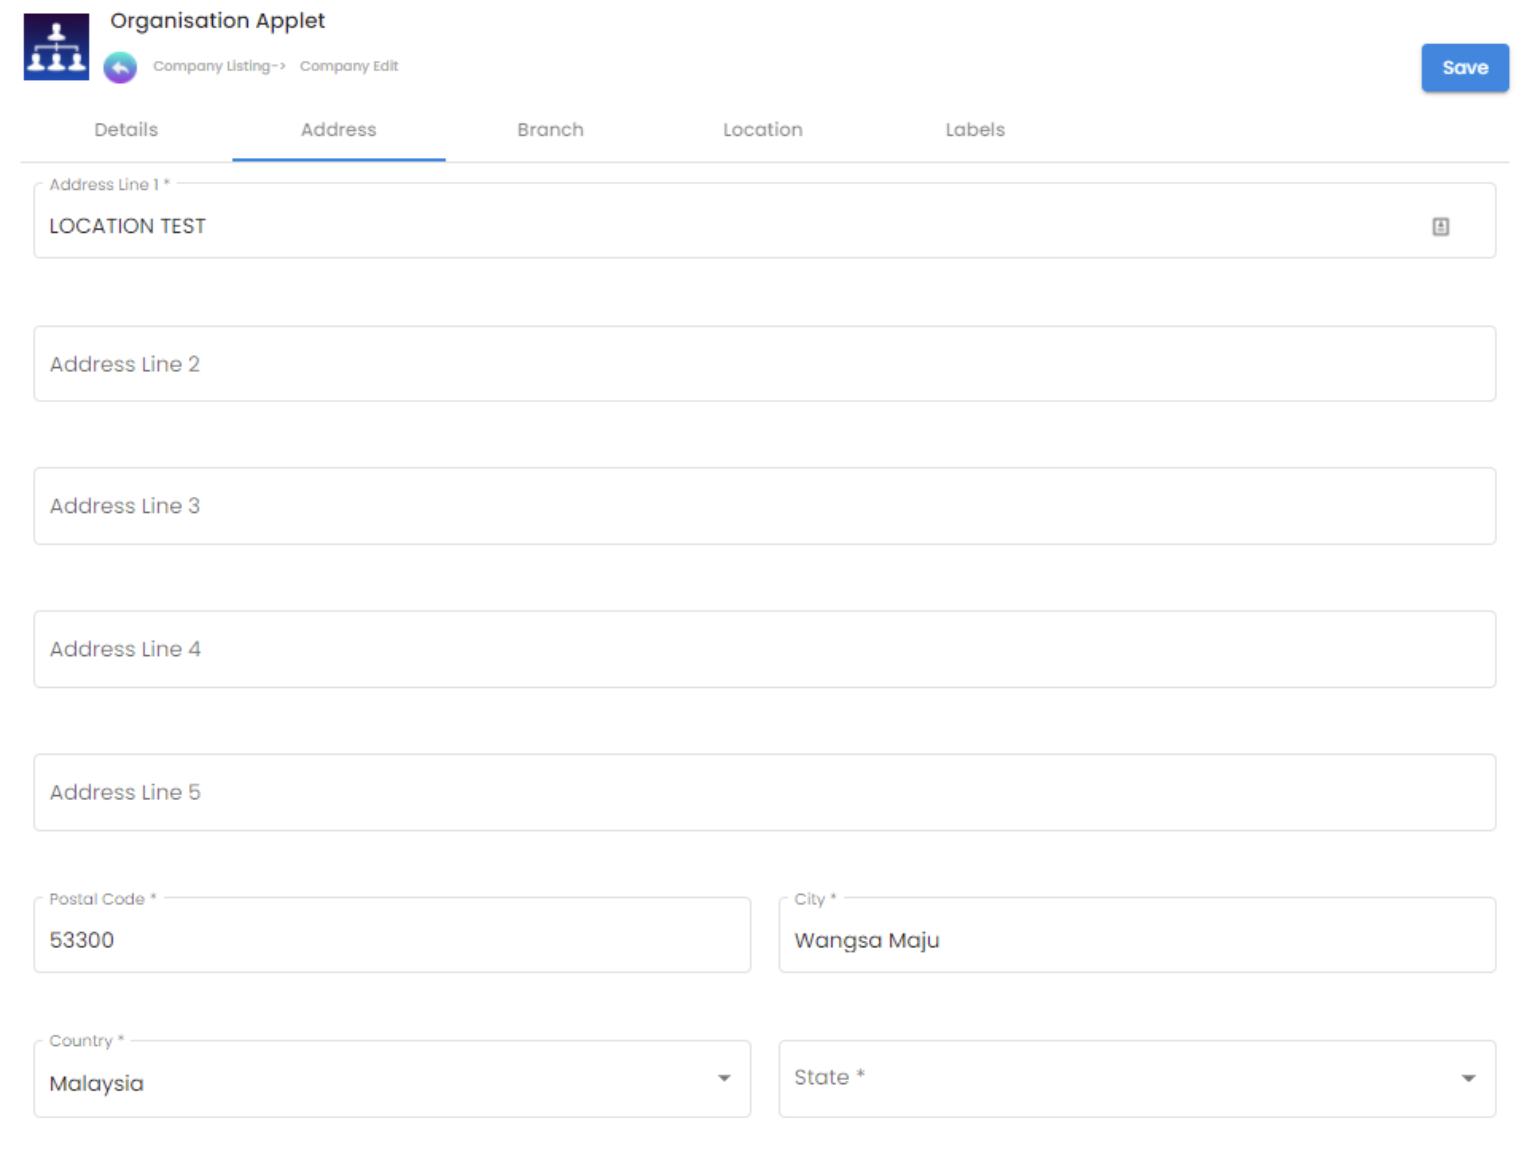 Organisation Applet
Company Listing-> Company Edit
Save
Details Address Branch Location Labels
Address Line 1 *
LOCATION TEST
Address Line 2
Address Line 3
Address Line 4
Address Line 5
Postal Code * City *
53300 Wangsa Maju
Country *
Malaysia State *